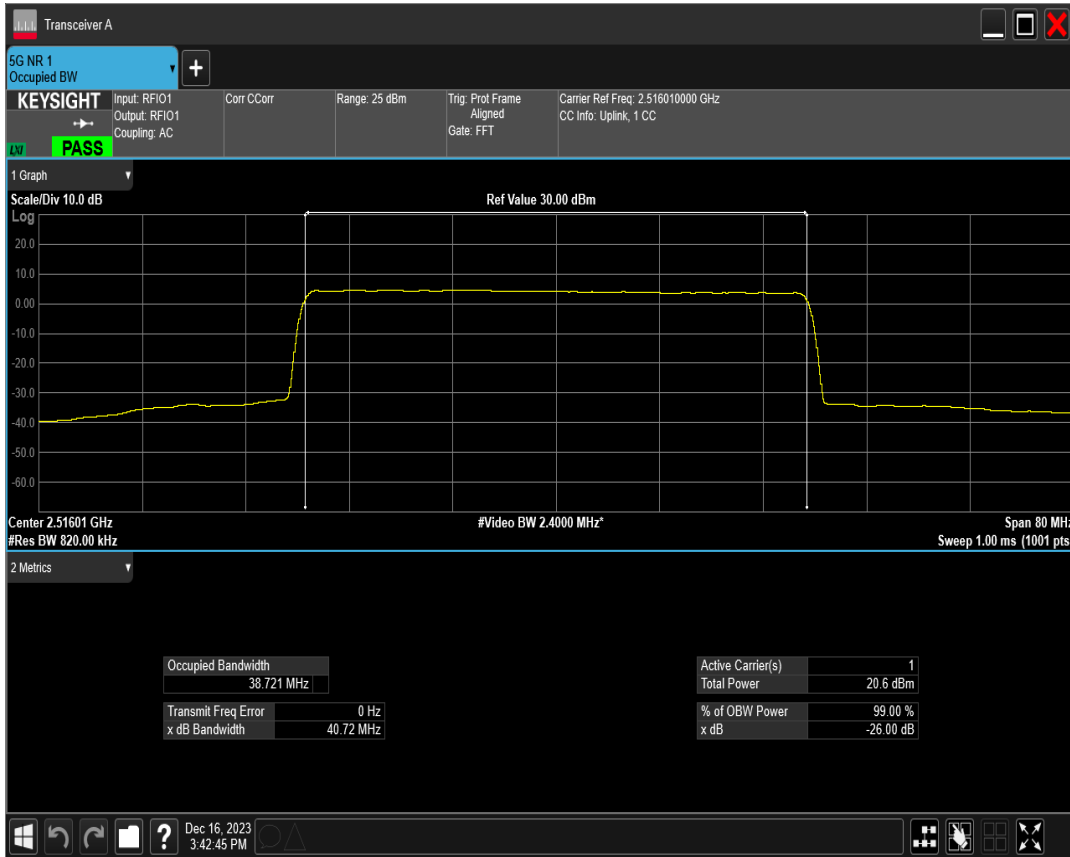 Transceiver A
5G NR 1
Occupied BW
KEYSIGHT
Input: RFIO1
Output: RFIO1
Coupling: AC
Corr CCorr
Range: 25 dBm
Trig: Prot Frame
Aligned
Gate: FFT
Carrier Ref Freq: 2.516010000 GHz
CC Info: Uplink, 1 CC
LXI
PASS
1 Graph
Scale/Div 10.0 dB
Ref Value 30.00 dBm
Log
20.0
10.0
0.00
-10.0
-20.0
-30.0
-40.0
-50.0
-60.0
Center 2.51601 GHz
#Video BW 2.4000 MHz*
Span 80 MHz
#Res BW 820.00 kHz
Sweep 1.00 ms (1001 pts
2 Metrics
Occupied Bandwidth
38.721 MHz
Transmit Freq Error 0 Hz
x dB Bandwidth 40.72 MHz
Active Carrier(s) 1
Total Power 20.6 dBm
% of OBW Power 99.00 %
x dB -26.00 dB
?
Dec 16, 2023
3:42:45 PM